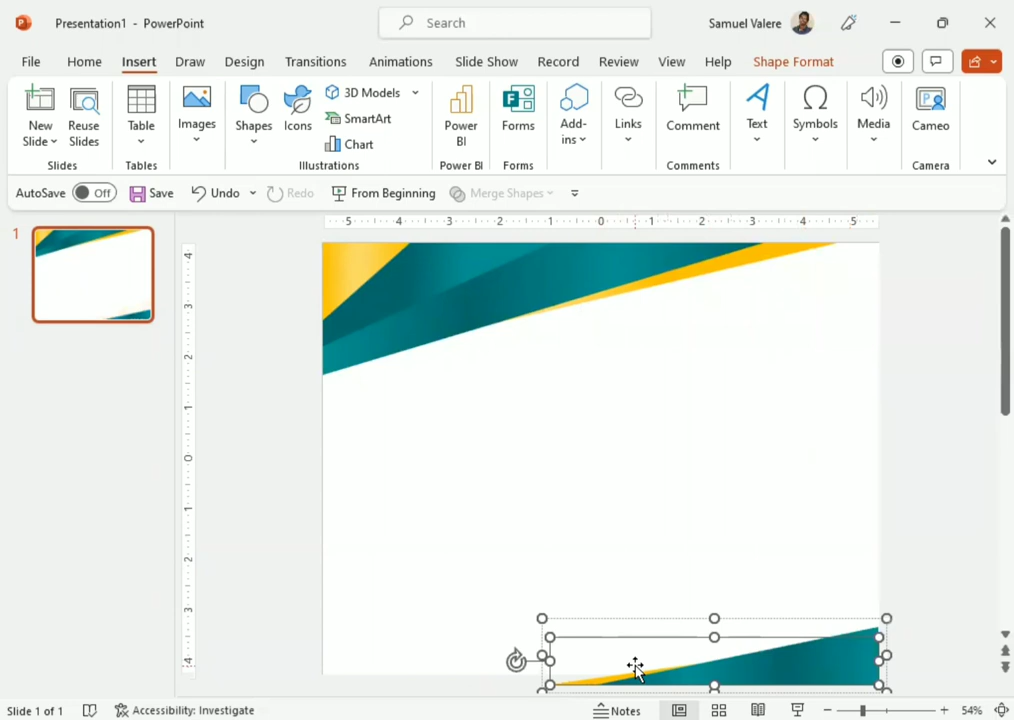 Presentation1 - PowerPoint
Search
Samuel Valere
File Home Insert Draw Design Transitions Animations Slide Show Record Review View Help Shape Format
New Slide
Reuse Slides
Slides
Table
Tables
Images
Shapes
Icons
3D Models
SmartArt
Chart
Illustrations
Power BI
Power BI
Forms
Forms
Add-ins
Links
Comment
Comments
Text
Symbols
Media
Cameo
Camera
AutoSave Off Save Undo Redo From Beginning Merge Shapes
5 4 3 2 1 0 1 2 3 4 5
1
4
3
2
1
0
1
2
3
4
Slide 1 of 1 Accessibility: Investigate Notes 54%